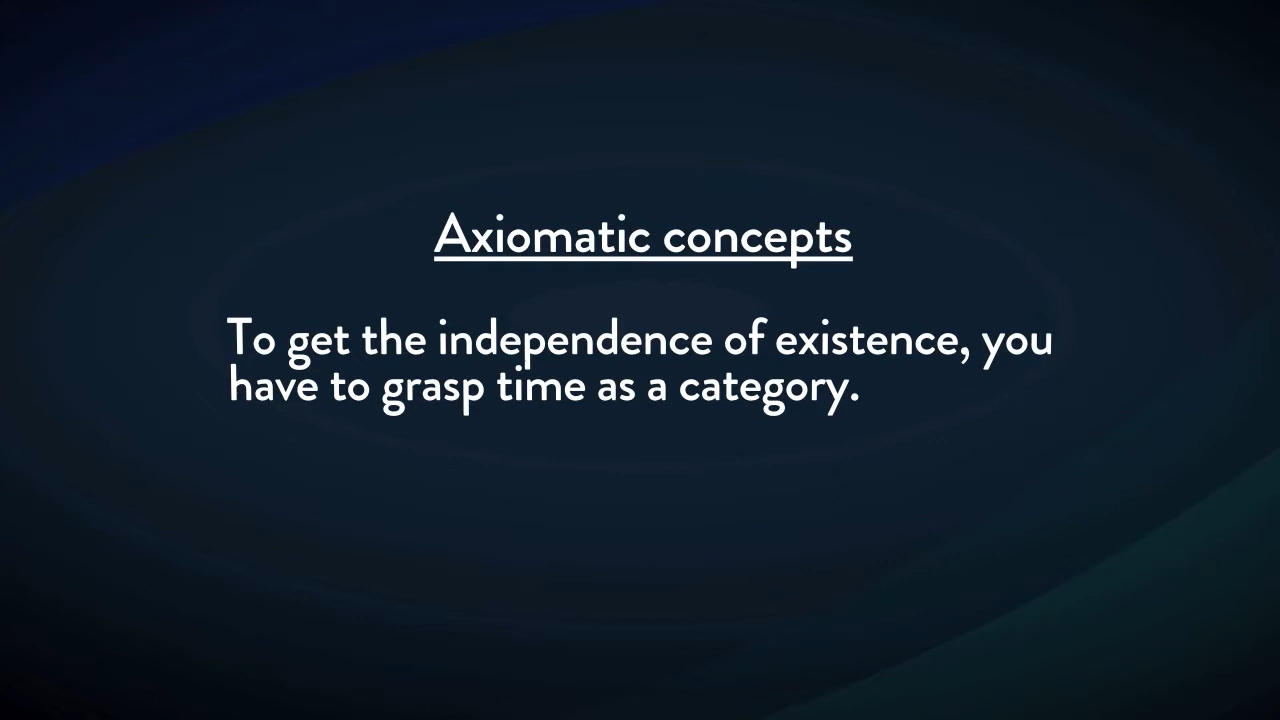 Axiomatic concepts
To get the independence of existence, you
have to grasp time as a category.